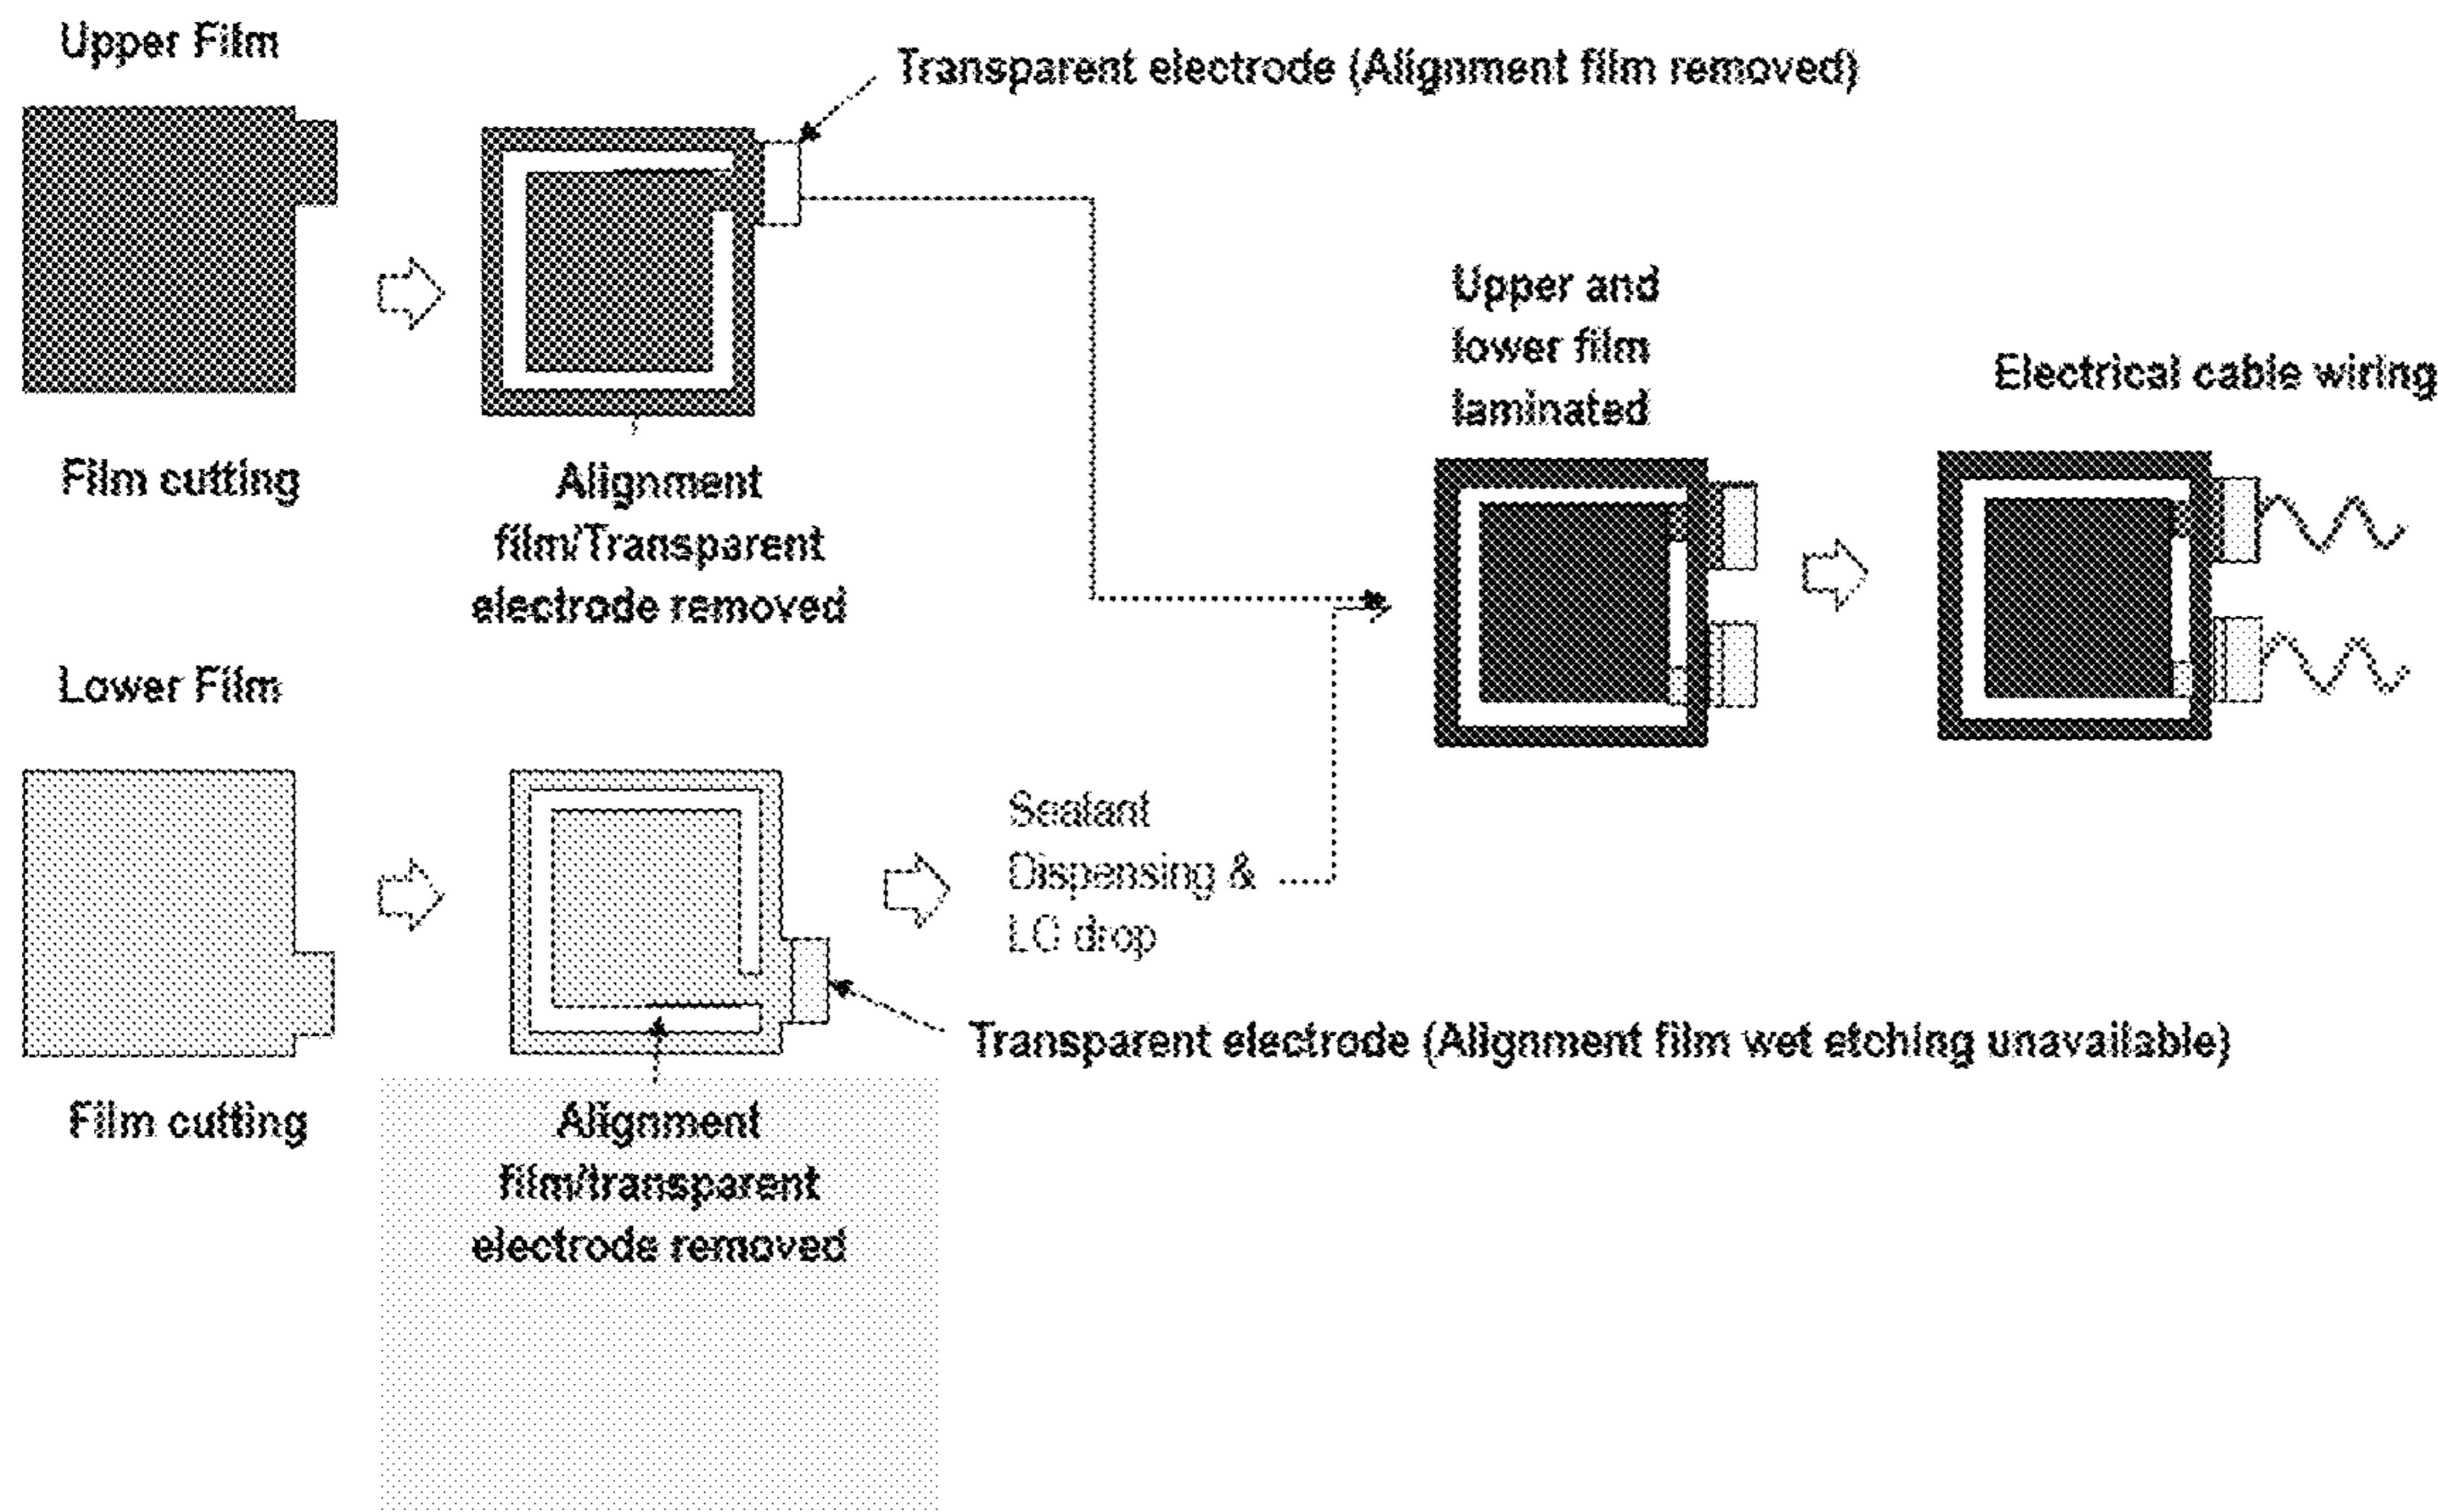 Upper Film
Transparent electrode (Alignment film removed)
Film cutting
Alignment
film/Transparent
electrode removed
Upper and
lower film
laminated
Electrical cable wiring
Lower Film
Sealant
Dispensing &
LC drop
Transparent electrode (Alignment film wet etching unavailable)
Film cutting
Alignment
film/transparent
electrode removed